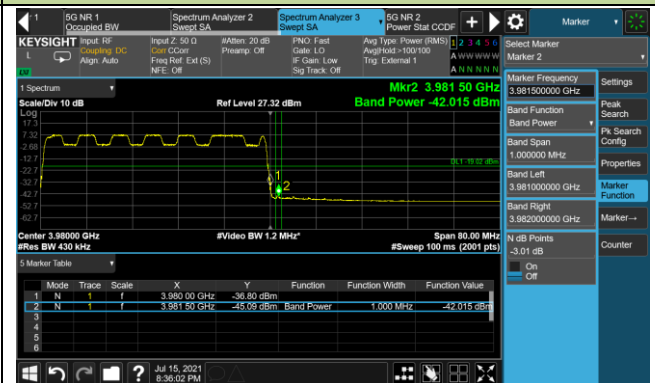 1
5G NR 1
Occupied BW
Spectrum Analyzer 2
Swept SA
Spectrum Analyzer 3
Swept SA
5G NR 2
Power Stat CCDF
+
Marker
KEYSIGHT
L
Input: RF
Coupling: DC
Align: Auto
Input Z: 50 Ω
Corr CCorr
Freq Ref: Ext (S)
NFE: Off
#Atten: 20 dB
Preamp: Off
PNO: Fast
Gate: LO
IF Gain: Low
Sig Track: Off
Avg Type: Power (RMS)
Avg|Hold:>100/100
Trig: External 1
1 2 3 4 5 6
A W W W W W
A N N N N N
Select Marker
Marker 2
1 Spectrum
Scale/Div 10 dB
Ref Level 27.32 dBm
Mkr2 3.981 50 GHz
Band Power -42.015 dBm
Log
17.3
7.32
-2.68
-12.7
-22.7
-32.7
-42.7
-52.7
-62.7
DL1 -19.02 dBm
1
2
Center 3.98000 GHz
#Video BW 1.2 MHz*
Span 80.00 MHz
#Res BW 430 kHz
#Sweep 100 ms (2001 pts)
5 Marker Table
Mode Trace Scale X Y Function Function Width Function Value
1 N 1 f 3.980 00 GHz -36.80 dBm
2 N 1 f 3.981 50 GHz -45.09 dBm Band Power 1.000 MHz -42.015 dBm
3
4
5
6
Marker Frequency
3.981500000 GHz
Band Function
Band Power
Band Span
1.000000 MHz
Band Left
3.981000000 GHz
Band Right
3.982000000 GHz
N dB Points
-3.01 dB
On
Off
Settings
Peak
Search
Pk Search
Config
Properties
Marker
Function
Marker→
Counter
?
Jul 15, 2021
8:36:02 PM